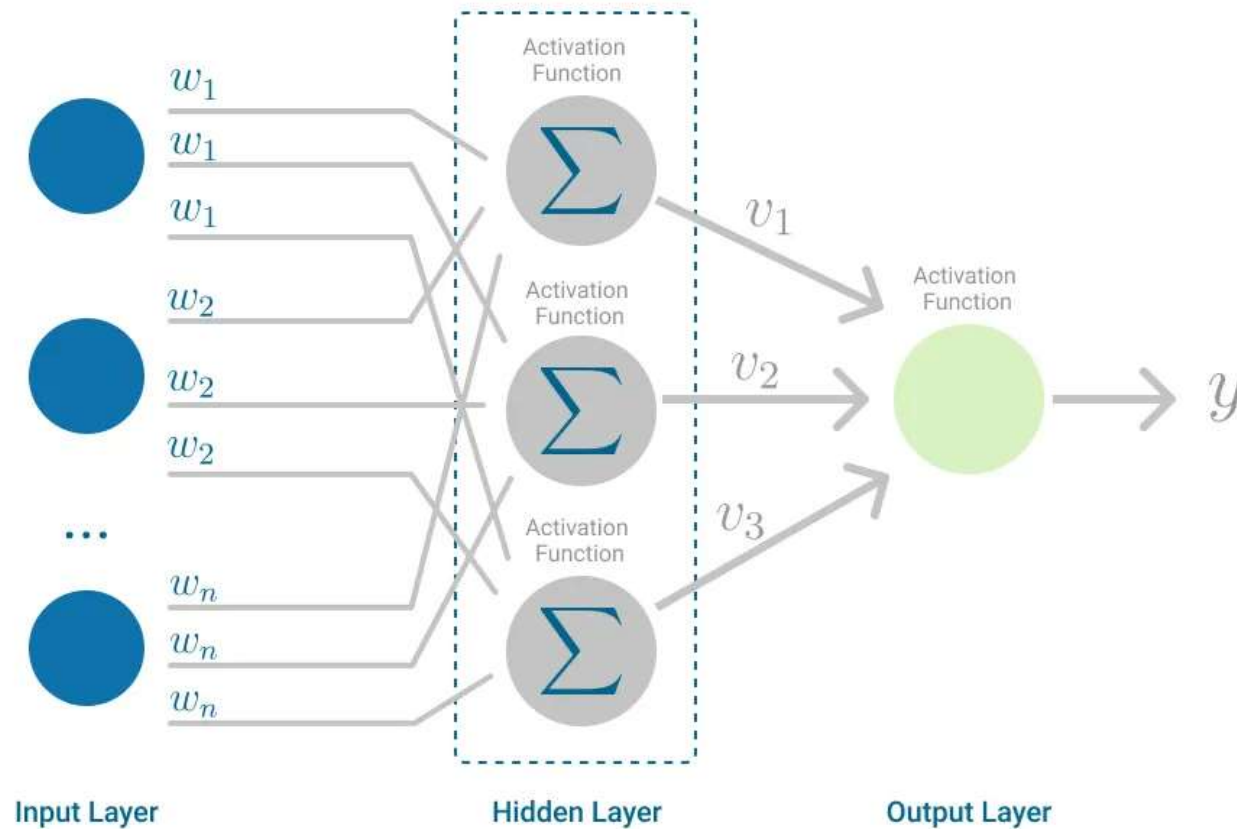 Activation
Function
w₁
w₁
w₁
Σ
v₁
w₂
Activation
Function
Activation
Function
w₂
Σ
v₂
y
w₂
...
Activation
Function
v₃
wₙ
wₙ
Σ
wₙ
Input Layer
Hidden Layer
Output Layer